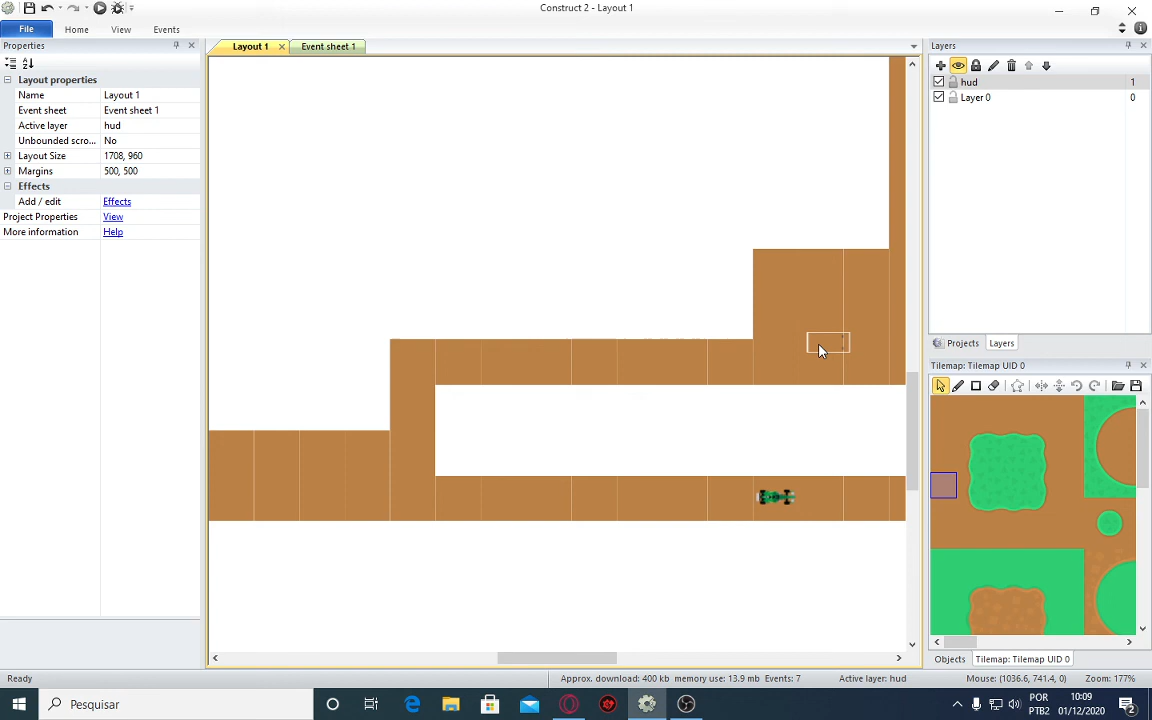 Construct 2 - Layout 1
File Home View Events
Properties
Layout 1 Event sheet 1
Layers
Layout properties
Name Layout 1
Event sheet Event sheet 1
Active layer hud
Unbounded scro... No
Layout Size 1708, 960
Margins 500, 500
Effects
Add / edit Effects
Project Properties View
More information Help
hud 1
Layer 0 0
Projects Layers
Tilemap: Tilemap UID 0
Objects Tilemap: Tilemap UID 0
Ready Approx. download: 400 kb memory use: 13.9 mb Events: 7 Active layer: hud Mouse: (1036.6, 741.4, 0) Zoom: 177%
Pesquisar
POR 10:09
PTB2 01/12/2020 2